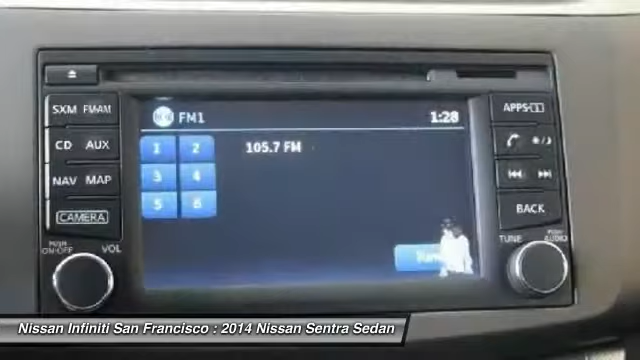 SXM FM·AM
CD AUX
NAV MAP
CAMERA
PUSH
ON·OFF
VOL
FM1
1:28
1 2
105.7 FM
3 4
5 6
APPS·i
BACK
TUNE
PUSH
AUDIO
Nissan Infiniti San Francisco : 2014 Nissan Sentra Sedan